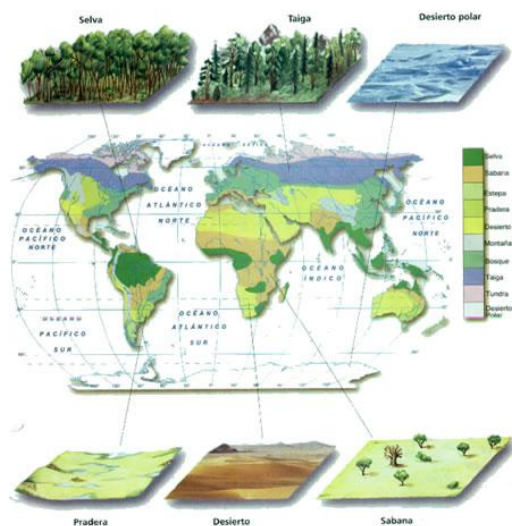 Selva
Taiga
Desierto polar
OCÉANO
ATLÁNTICO
NORTE
OCÉANO
PACÍFICO
NORTE
OCÉANO
PACÍFICO
NORTE
OCÉANO
ÍNDICO
OCÉANO
PACÍFICO
SUR
OCÉANO
ATLÁNTICO
SUR
Selva
Sabana
Estepa
Pradera
Desierto
Montaña
Bosque
Taiga
Tundra
Desierto
Polar
Pradera
Desierto
Sabana